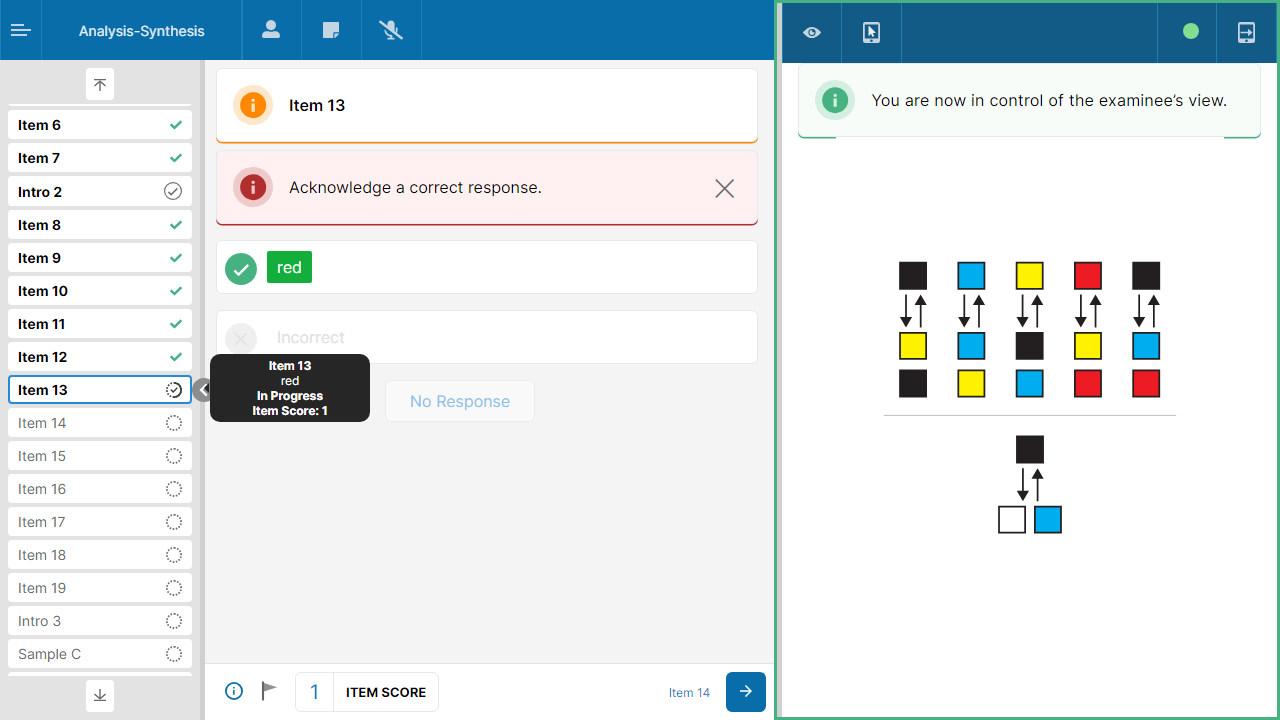 Analysis-Synthesis
Item 6
Item 7
Intro 2
Item 8
Item 9
Item 10
Item 11
Item 12
Item 13
Item 14
Item 15
Item 16
Item 17
Item 18
Item 19
Intro 3
Sample C
Item 13
Acknowledge a correct response.
red
Incorrect
Item 13
red
In Progress
Item Score: 1
No Response
1 ITEM SCORE
Item 14
You are now in control of the examinee’s view.